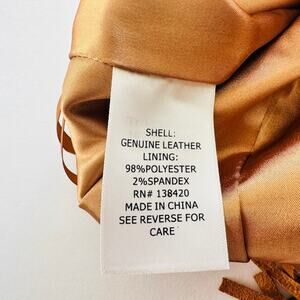 SHELL:
GENUINE LEATHER
LINING:
98%POLYESTER
2%SPANDEX
RN# 138420
MADE IN CHINA
SEE REVERSE FOR
CARE